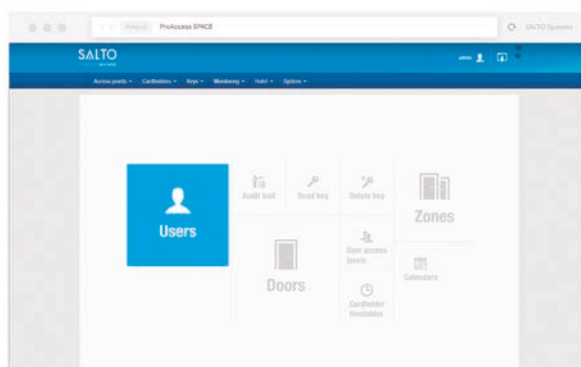 ProAccess SPACE
SALTO Systems
SALTO
admin
Access points
Cardholders
Keys
Monitoring
Hotel
System
Users
Audit trail
Read key
Delete key
Zones
Doors
User access
levels
Calendars
Cardholder
timetables